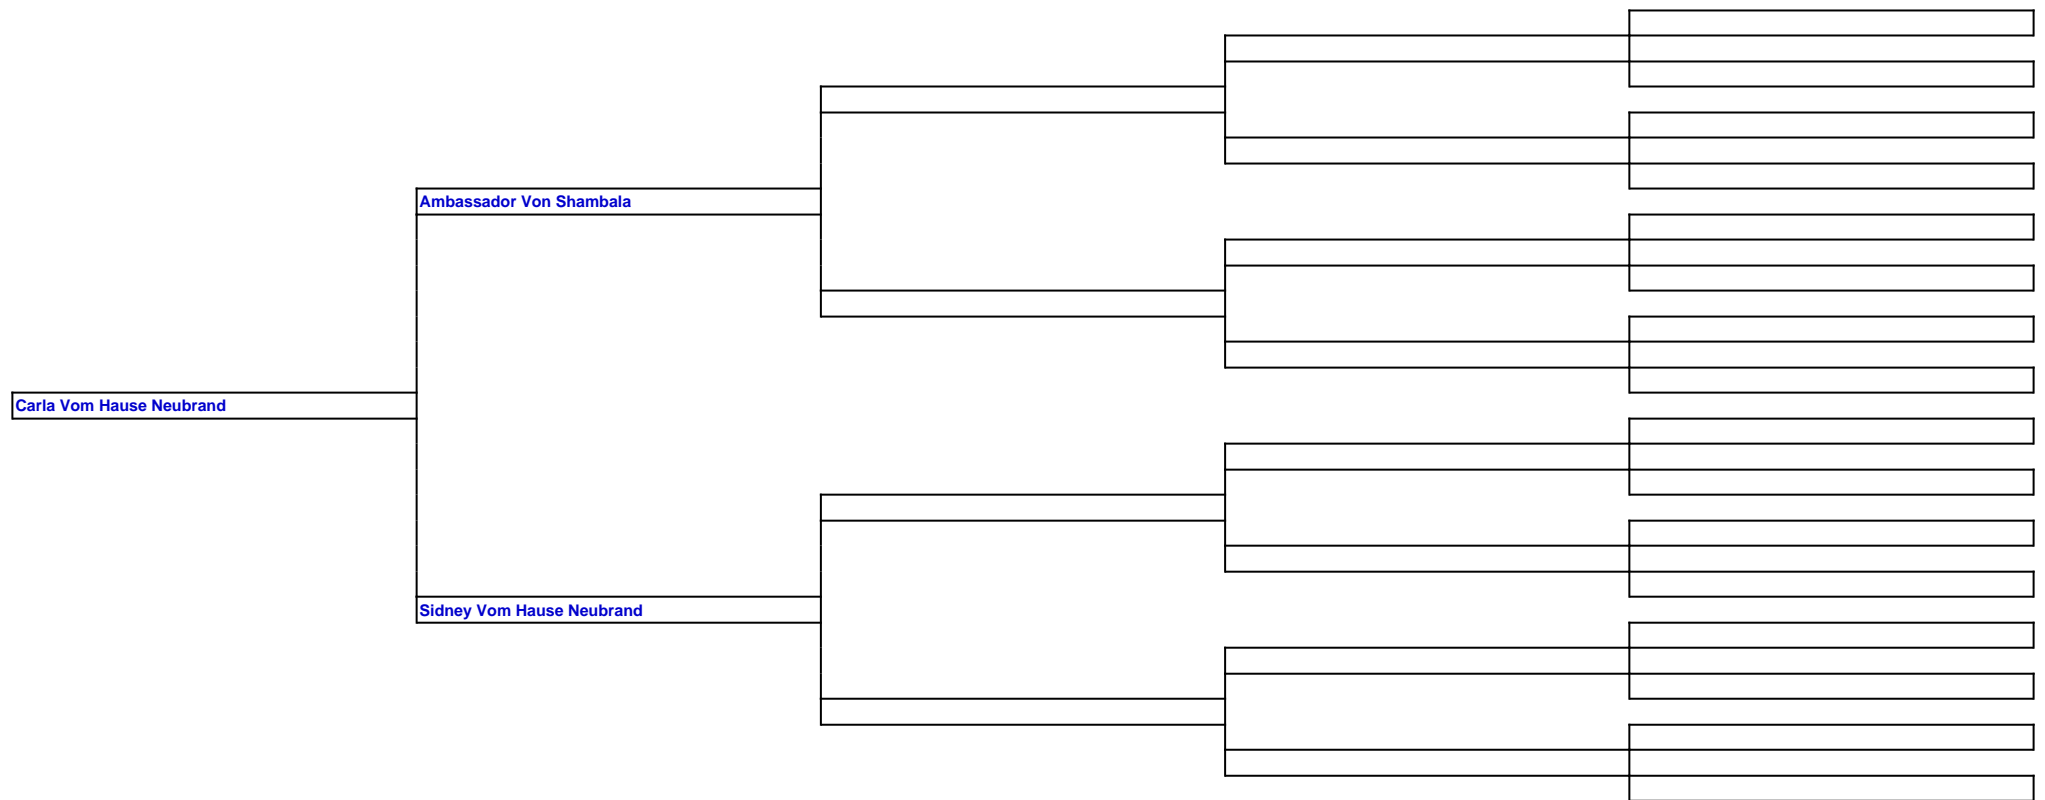 Ambassador Von Shambala
Carla Vom Hause Neubrand
Sidney Vom Hause Neubrand